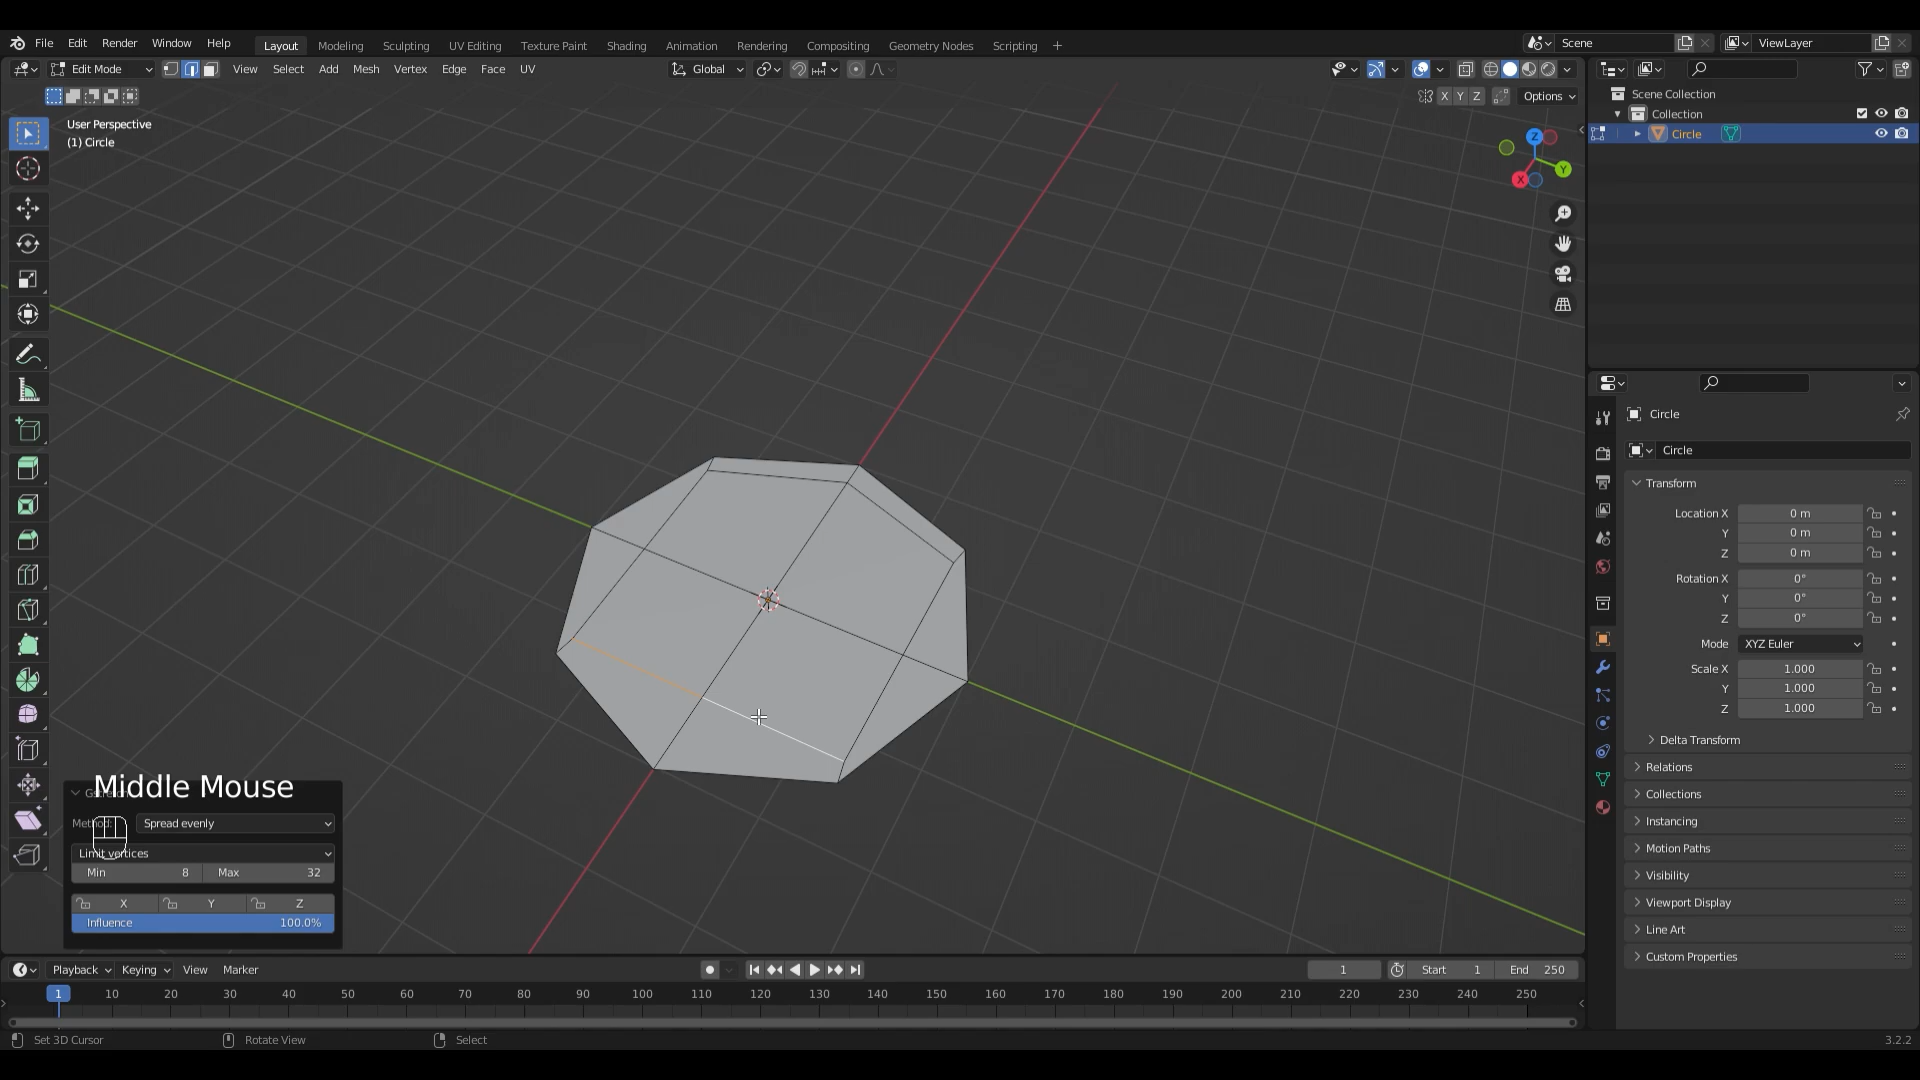 File Edit Render Window Help Layout Modeling Sculpting UV Editing Texture Paint Shading Animation Rendering Compositing Geometry Nodes Scripting + Scene ViewLayer
Edit Mode View Select Add Mesh Vertex Edge Face UV Global
X Y Z Options
User Perspective
(1) Circle
Scene Collection
Collection
Circle
Z
Y
X
Circle
Circle
Transform
Location X 0 m
Y 0 m
Z 0 m
Rotation X 0°
Y 0°
Z 0°
Mode XYZ Euler
Scale X 1.000
Y 1.000
Z 1.000
Delta Transform
Relations
Collections
Instancing
Motion Paths
Visibility
Viewport Display
Line Art
Custom Properties
Middle Mouse
Method: Spread evenly
Limit vertices
Min 8 Max 32
X Y Z
Influence 100.0%
Playback Keying View Marker 1 Start 1 End 250
1 10 20 30 40 50 60 70 80 90 100 110 120 130 140 150 160 170 180 190 200 210 220 230 240 250
Set 3D Cursor Rotate View Select 3.2.2